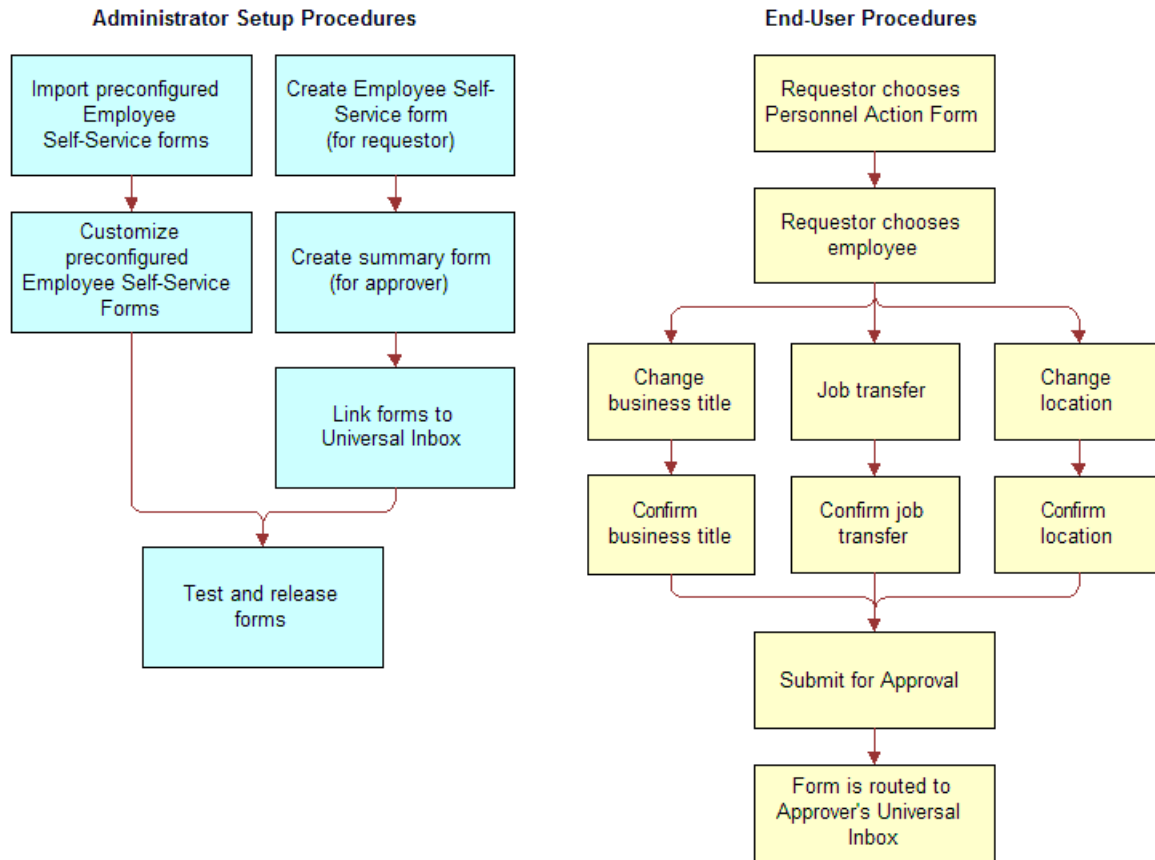 Administrator Setup Procedures
Import preconfigured
Employee
Self-Service forms
Create Employee Self-
Service form
(for requestor)
Customize
preconfigured
Employee Self-Service
Forms
Create summary form
(for approver)
Link forms to
Universal Inbox
Test and release
forms
End-User Procedures
Requestor chooses
Personnel Action Form
Requestor chooses
employee
Change
business title
Job transfer
Change
location
Confirm
business title
Confirm job
transfer
Confirm
location
Submit for Approval
Form is routed to
Approver's Universal
Inbox